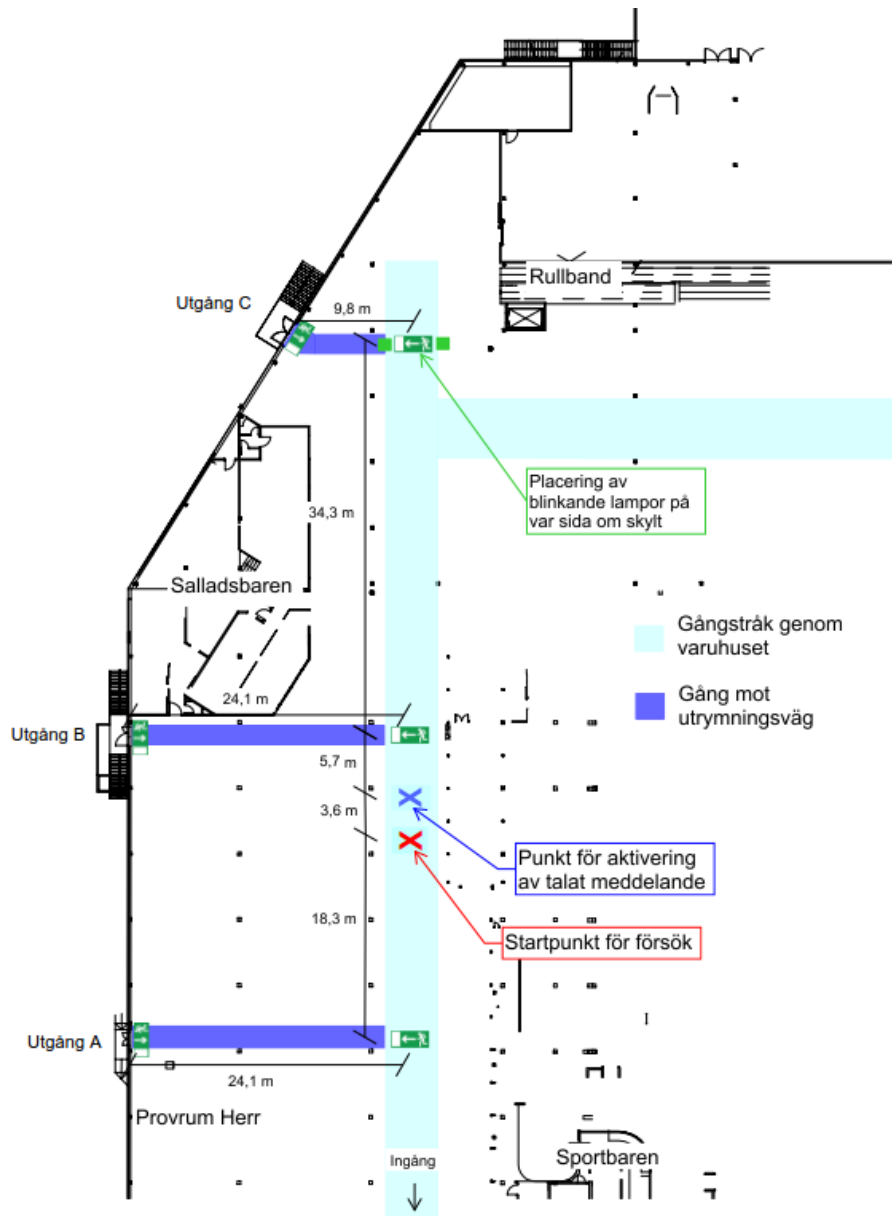 Rullband
Utgång C
9,8 m
Placering av
blinkande lampor på
var sida om skylt
34,3 m
Salladsbaren
Gångstråk genom
varuhuset
24,1 m
Gång mot
utrymningsväg
Utgång B
5,7 m
3,6 m
Punkt för aktivering
av talat meddelande
18,3 m
Startpunkt för försök
Utgång A
24,1 m
Provrum Herr
Ingång
Sportbaren